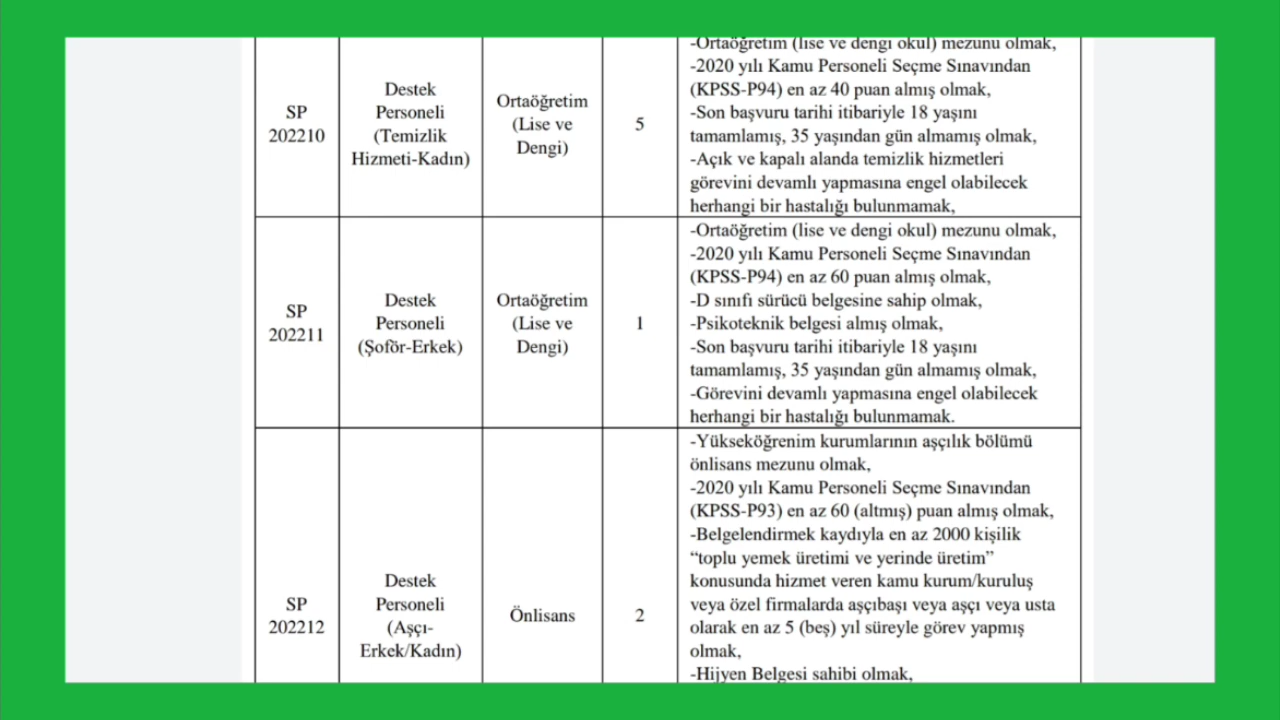 SP
202210
Destek
Personeli
(Temizlik
Hizmeti-Kadın)
Ortaöğretim
(Lise ve
Dengi)
5
-Ortaöğretim (lise ve dengi okul) mezunu olmak,
-2020 yılı Kamu Personeli Seçme Sınavından
(KPSS-P94) en az 40 puan almış olmak,
-Son başvuru tarihi itibariyle 18 yaşını
tamamlamış, 35 yaşından gün almamış olmak,
-Açık ve kapalı alanda temizlik hizmetleri
görevini devamlı yapmasına engel olabilecek
herhangi bir hastalığı bulunmamak,
SP
202211
Destek
Personeli
(Şoför-Erkek)
Ortaöğretim
(Lise ve
Dengi)
1
-Ortaöğretim (lise ve dengi okul) mezunu olmak,
-2020 yılı Kamu Personeli Seçme Sınavından
(KPSS-P94) en az 60 puan almış olmak,
-D sınıfı sürücü belgesine sahip olmak,
-Psikoteknik belgesi almış olmak,
-Son başvuru tarihi itibariyle 18 yaşını
tamamlamış, 35 yaşından gün almamış olmak,
-Görevini devamlı yapmasına engel olabilecek
herhangi bir hastalığı bulunmamak.
SP
202212
Destek
Personeli
(Aşçı-
Erkek/Kadın)
Önlisans
2
-Yükseköğrenim kurumlarının aşçılık bölümü
önlisans mezunu olmak,
-2020 yılı Kamu Personeli Seçme Sınavından
(KPSS-P93) en az 60 (altmış) puan almış olmak,
-Belgelendirmek kaydıyla en az 2000 kişilik
“toplu yemek üretimi ve yerinde üretim”
konusunda hizmet veren kamu kurum/kuruluş
veya özel firmalarda aşçıbaşı veya aşçı veya usta
olarak en az 5 (beş) yıl süreyle görev yapmış
olmak,
-Hijyen Belgesi sahibi olmak,